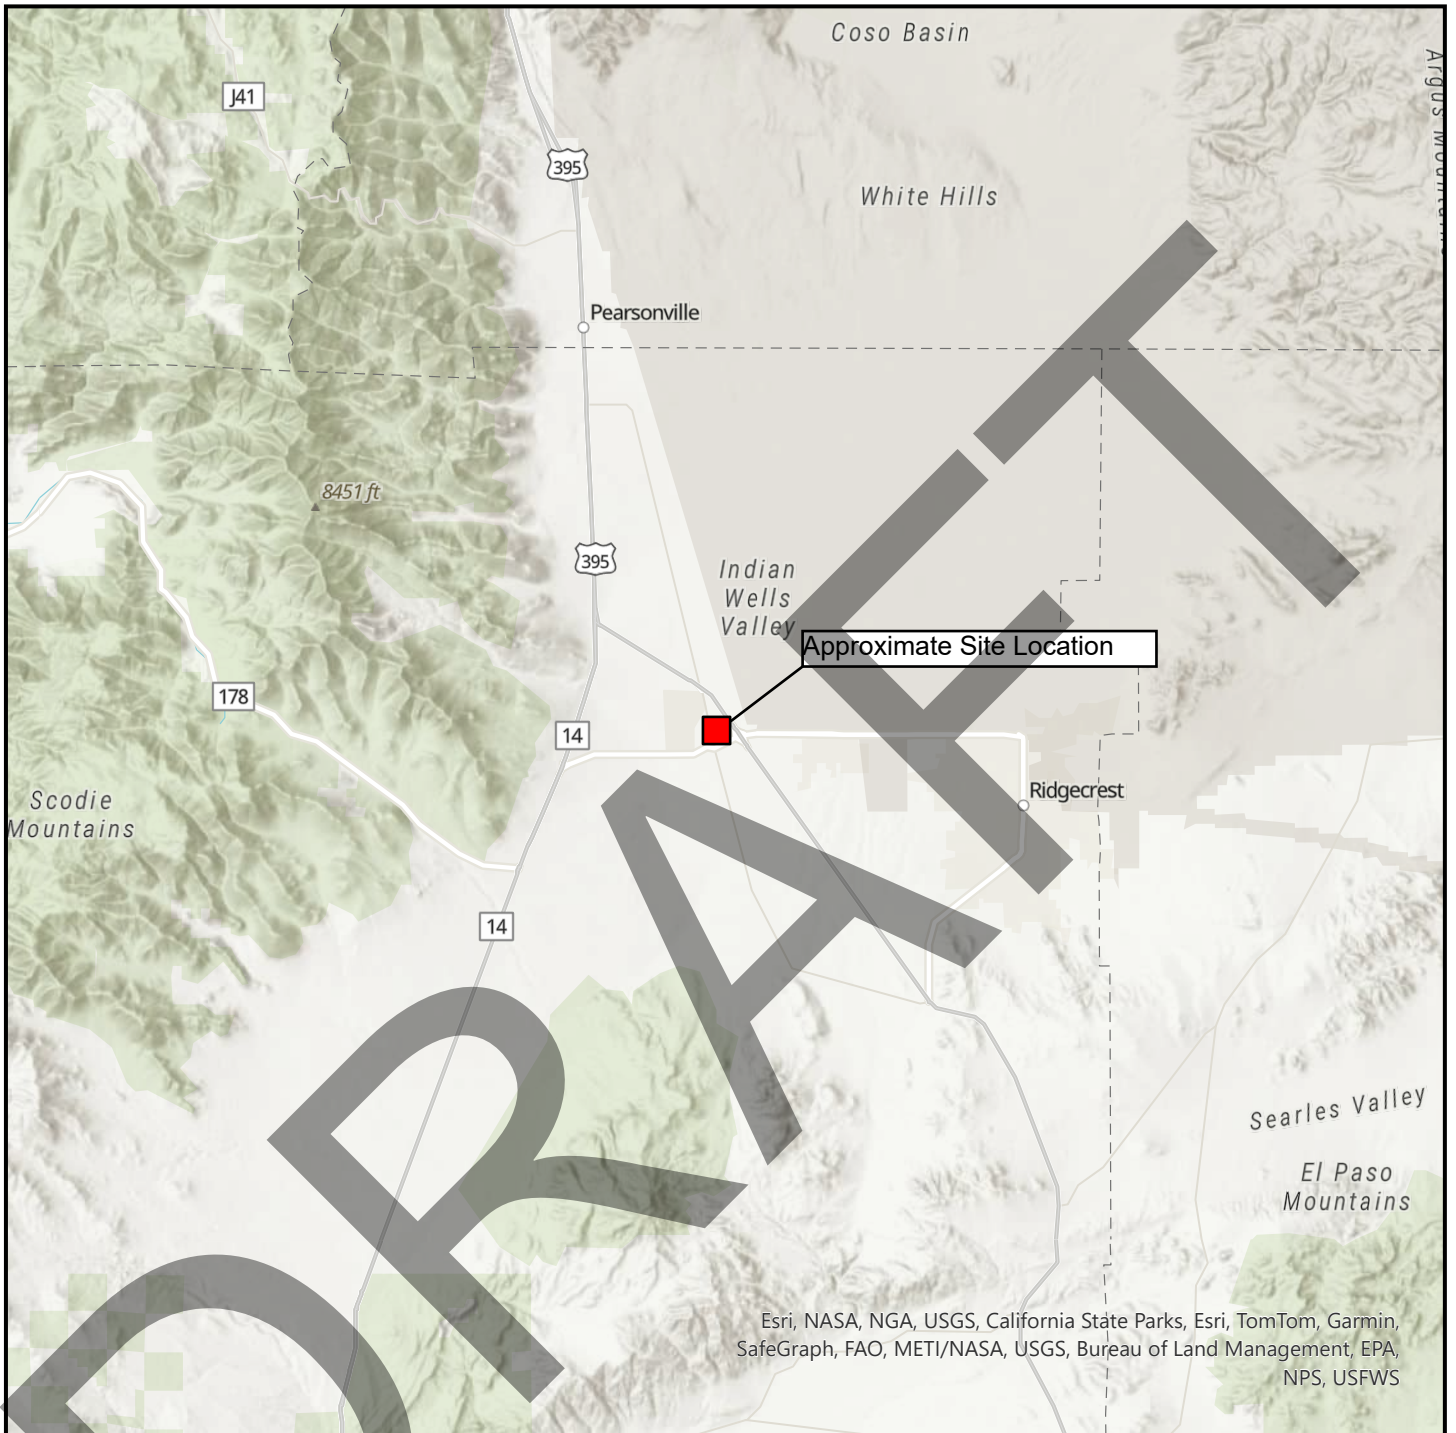 Coso Basin
Argus Mountains
J41
395
White Hills
Pearsonville
8451 ft
395
Indian
Wells
Valley
Approximate Site Location
178
14
Ridgecrest
Scodie
Mountains
14
Searles Valley
El Paso
Mountains
DRAFT
Esri, NASA, NGA, USGS, California State Parks, Esri, TomTom, Garmin,
SafeGraph, FAO, METI/NASA, USGS, Bureau of Land Management, EPA,
NPS, USFWS